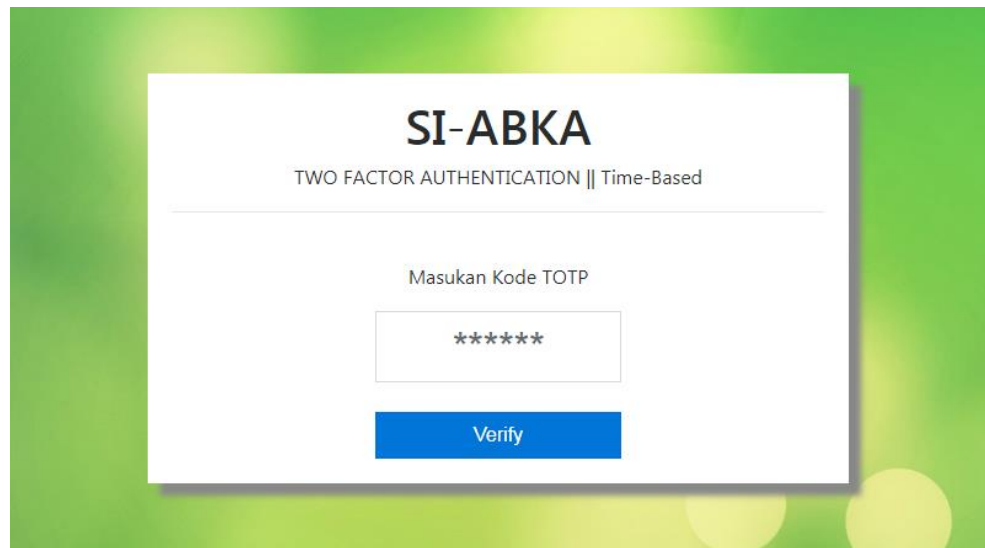 SI-ABKA
TWO FACTOR AUTHENTICATION || Time-Based
Masukan Kode TOTP
******
Verify